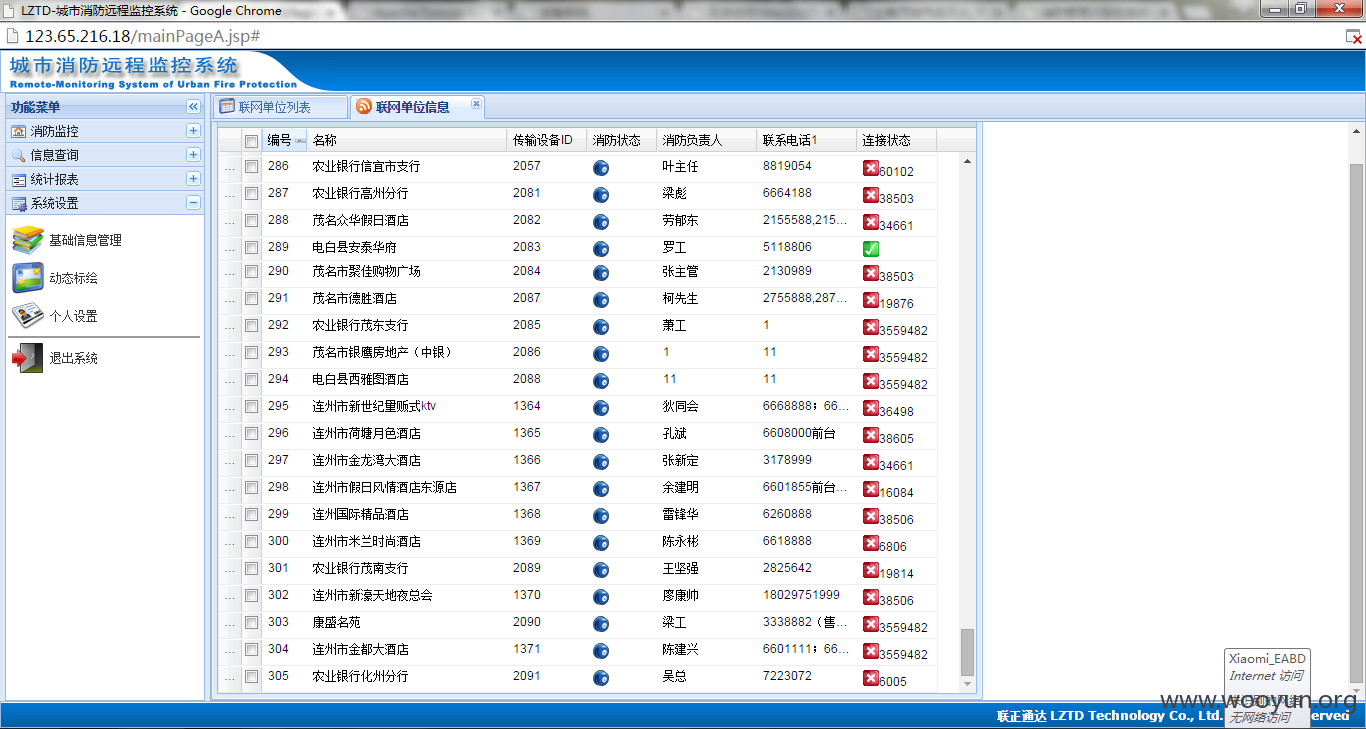 LZTD-城市消防远程监控系统 - Google Chrome
123.65.216.18/mainPageA.jsp#
城市消防远程监控系统
Remote-Monitoring System of Urban Fire Protection
功能菜单
消防监控
信息查询
统计报表
系统设置
基础信息管理
动态标绘
个人设置
退出系统
联网单位列表
联网单位信息
编号 名称 传输设备ID 消防状态 消防负责人 联系电话1 连接状态
... 286 农业银行信宜市支行 2057 叶主任 8819054 60102
... 287 农业银行高州分行 2081 梁彪 6664188 38503
... 288 茂名众华假日酒店 2082 劳郁东 2155588,215... 34661
... 289 电白县安泰华府 2083 罗工 5118806
... 290 茂名市聚佳购物广场 2084 张主管 2130989 38503
... 291 茂名市德胜酒店 2087 柯先生 2755888,287... 19876
... 292 农业银行茂东支行 2085 萧工 1 3559482
... 293 茂名市银鹰房地产（中银） 2086 1 11 3559482
... 294 电白县西雅图酒店 2088 11 11 3559482
... 295 连州市新世纪量贩式ktv 1364 狄同会 6668888；66... 36498
... 296 连州市荷塘月色酒店 1365 孔斌 6608000前台 38605
... 297 连州市金龙湾大酒店 1366 张新定 3178999 34661
... 298 连州市假日风情酒店东源店 1367 余建明 6601855前台... 16084
... 299 连州国际精品酒店 1368 雷锋华 6260888 38506
... 300 连州市米兰时尚酒店 1369 陈永彬 6618888 6806
... 301 农业银行茂南支行 2089 王坚强 2825642 19814
... 302 连州市新濠天地夜总会 1370 廖康帅 18029751999 38506
... 303 康盛名苑 2090 梁工 3338882（售... 3559482
... 304 连州市金都大酒店 1371 陈建兴 6601111；66... 3559482
... 305 农业银行化州分行 2091 吴总 7223072 6005
Xiaomi_EABD
Internet 访问
无网络访问
www.wooyun.org
联正通达 LZTD Technology Co., Ltd.
erved